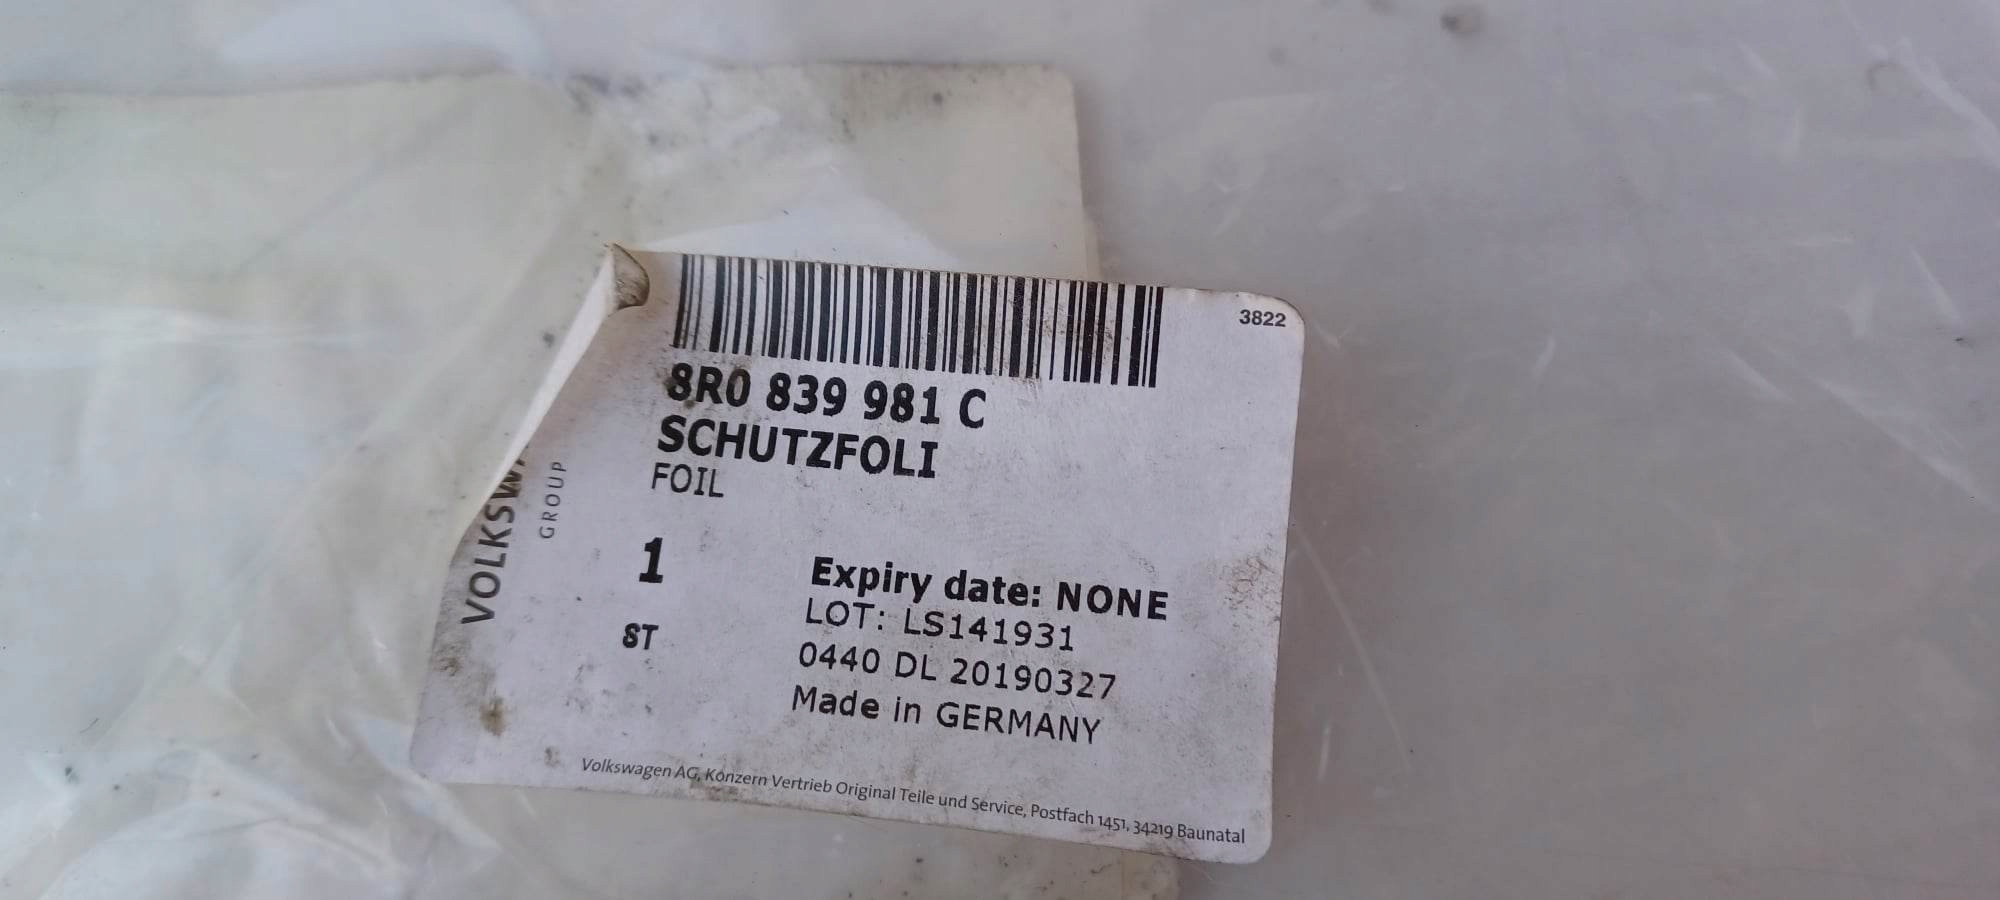 3822
8R0 839 981 C
SCHUTZFOLI
FOIL
1
ST
Expiry date: NONE
LOT: LS141931
0440 DL 20190327
Made in GERMANY
GROUP
Volkswagen AG, Konzern Vertrieb Original Teile und Service, Postfach 1451, 34219 Baunatal